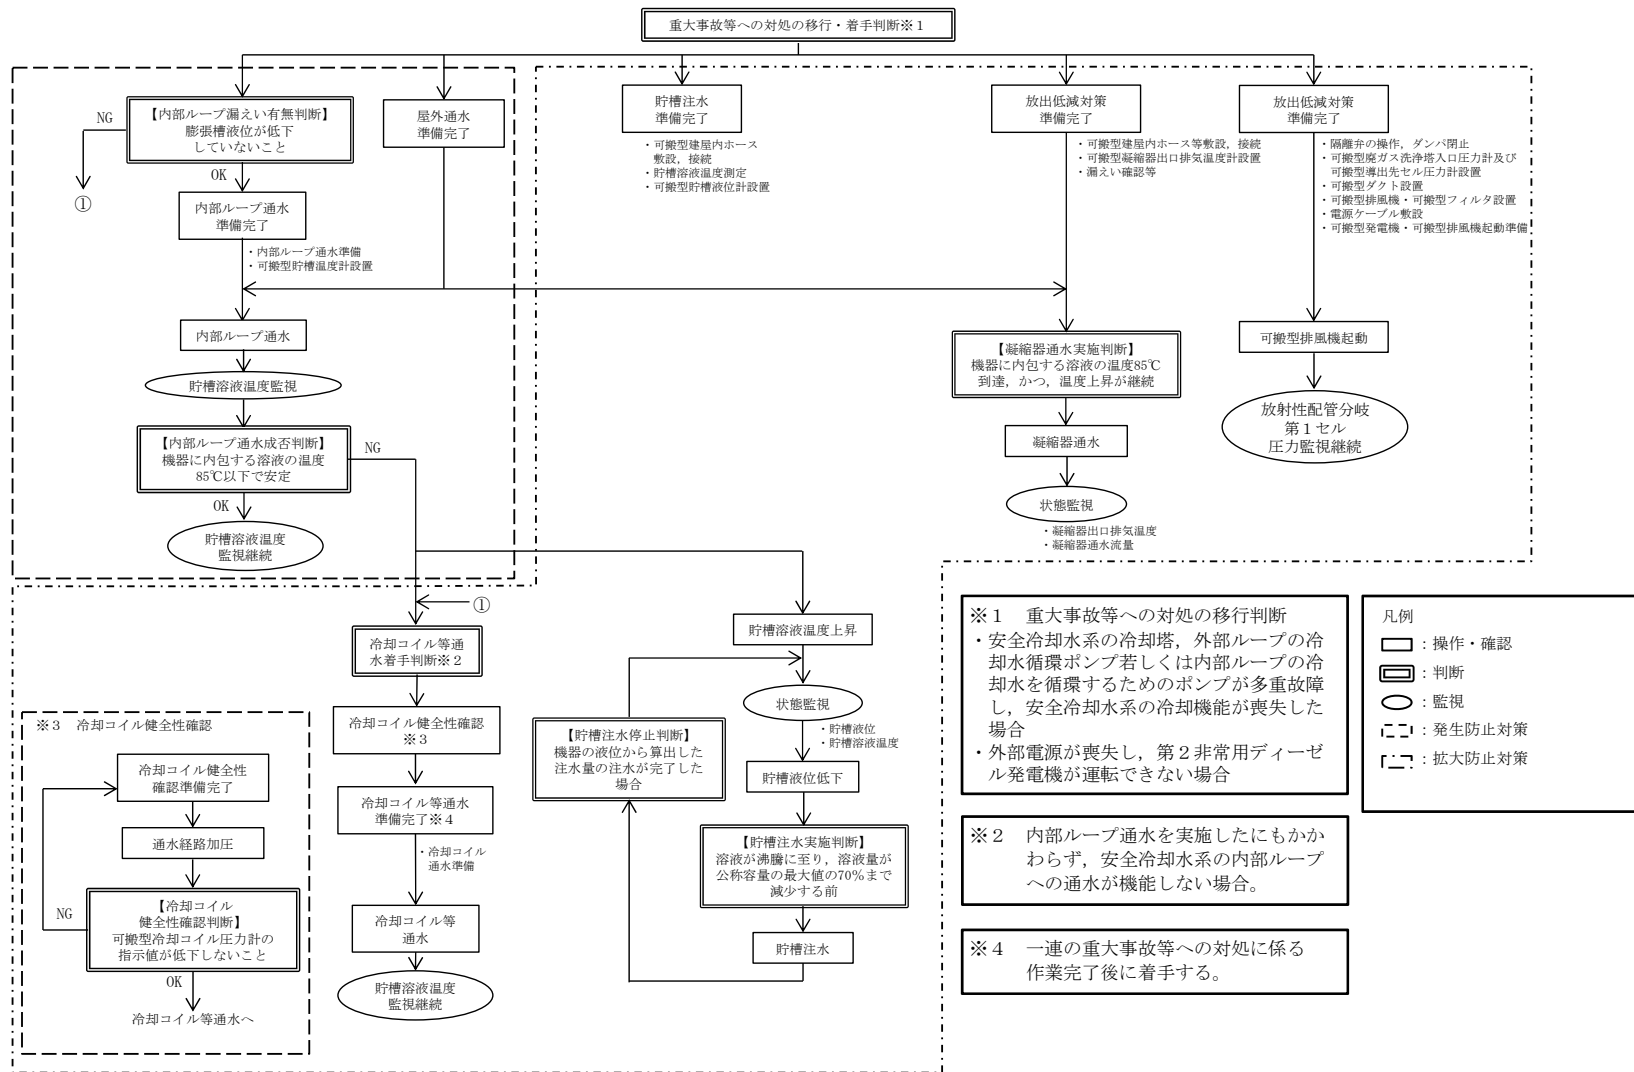 重大事故等への対処の移行・着手判断※1
【内部ループ漏えい有無判断】
膨張槽液位が低下
していないこと
NG
①
OK
内部ループ通水
準備完了
・内部ループ通水準備
・可搬型貯槽温度計設置
屋外通水
準備完了
貯槽注水
準備完了
・可搬型建屋内ホース
敷設，接続
・貯槽溶液温度測定
・可搬型貯槽液位計設置
放出低減対策
準備完了
・可搬型建屋内ホース等敷設，接続
・可搬型凝縮器出口排気温度計設置
・漏えい確認等
放出低減対策
準備完了
・隔離弁の操作，ダンパ閉止
・可搬型廃ガス洗浄塔入口圧力計及び
可搬型導出先セル圧力計設置
・可搬型ダクト設置
・可搬型排風機・可搬型フィルタ設置
・電源ケーブル敷設
・可搬型発電機・可搬型排風機起動準備
内部ループ通水
貯槽溶液温度監視
【内部ループ通水成否判断】
機器に内包する溶液の温度
85℃以下で安定
NG
OK
貯槽溶液温度
監視継続
【凝縮器通水実施判断】
機器に内包する溶液の温度85℃
到達，かつ，温度上昇が継続
凝縮器通水
状態監視
・凝縮器出口排気温度
・凝縮器通水流量
可搬型排風機起動
放射性配管分岐
第1セル
圧力監視継続
①
冷却コイル等通
水着手判断※2
冷却コイル健全性確認
※3
冷却コイル等通水
準備完了※4
・冷却コイル
通水準備
冷却コイル等
通水
貯槽溶液温度
監視継続
貯槽溶液温度上昇
状態監視
・貯槽液位
・貯槽溶液温度
貯槽液位低下
【貯槽注水実施判断】
溶液が沸騰に至り，溶液量が
公称容量の最大値の70％まで
減少する前
貯槽注水
【貯槽注水停止判断】
機器の液位から算出した
注水量の注水が完了した
場合
※3　冷却コイル健全性確認
冷却コイル健全性
確認準備完了
通水経路加圧
【冷却コイル
健全性確認判断】
可搬型冷却コイル圧力計の
指示値が低下しないこと
NG
OK
冷却コイル等通水へ
※1　重大事故等への対処の移行判断
・安全冷却水系の冷却塔，外部ループの冷
却水循環ポンプ若しくは内部ループの冷
却水を循環するためのポンプが多重故障
し，安全冷却水系の冷却機能が喪失した
場合
・外部電源が喪失し，第2非常用ディーゼ
ル発電機が運転できない場合
※2　内部ループ通水を実施したにもかか
わらず，安全冷却水系の内部ループ
への通水が機能しない場合。
※4　一連の重大事故等への対処に係る
作業完了後に着手する。
凡例
：操作・確認
：判断
：監視
：発生防止対策
：拡大防止対策